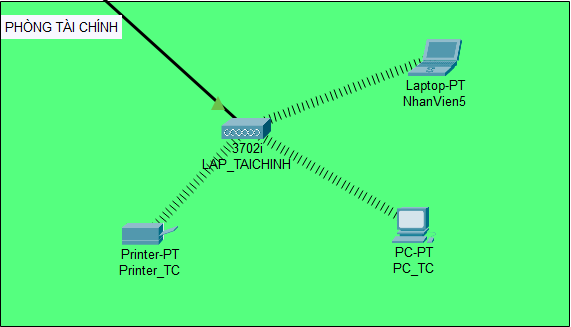 PHÒNG TÀI CHÍNH
Laptop-PT
NhanVien5
3702i
LAP_TAICHINH
Printer-PT
Printer_TC
PC-PT
PC_TC